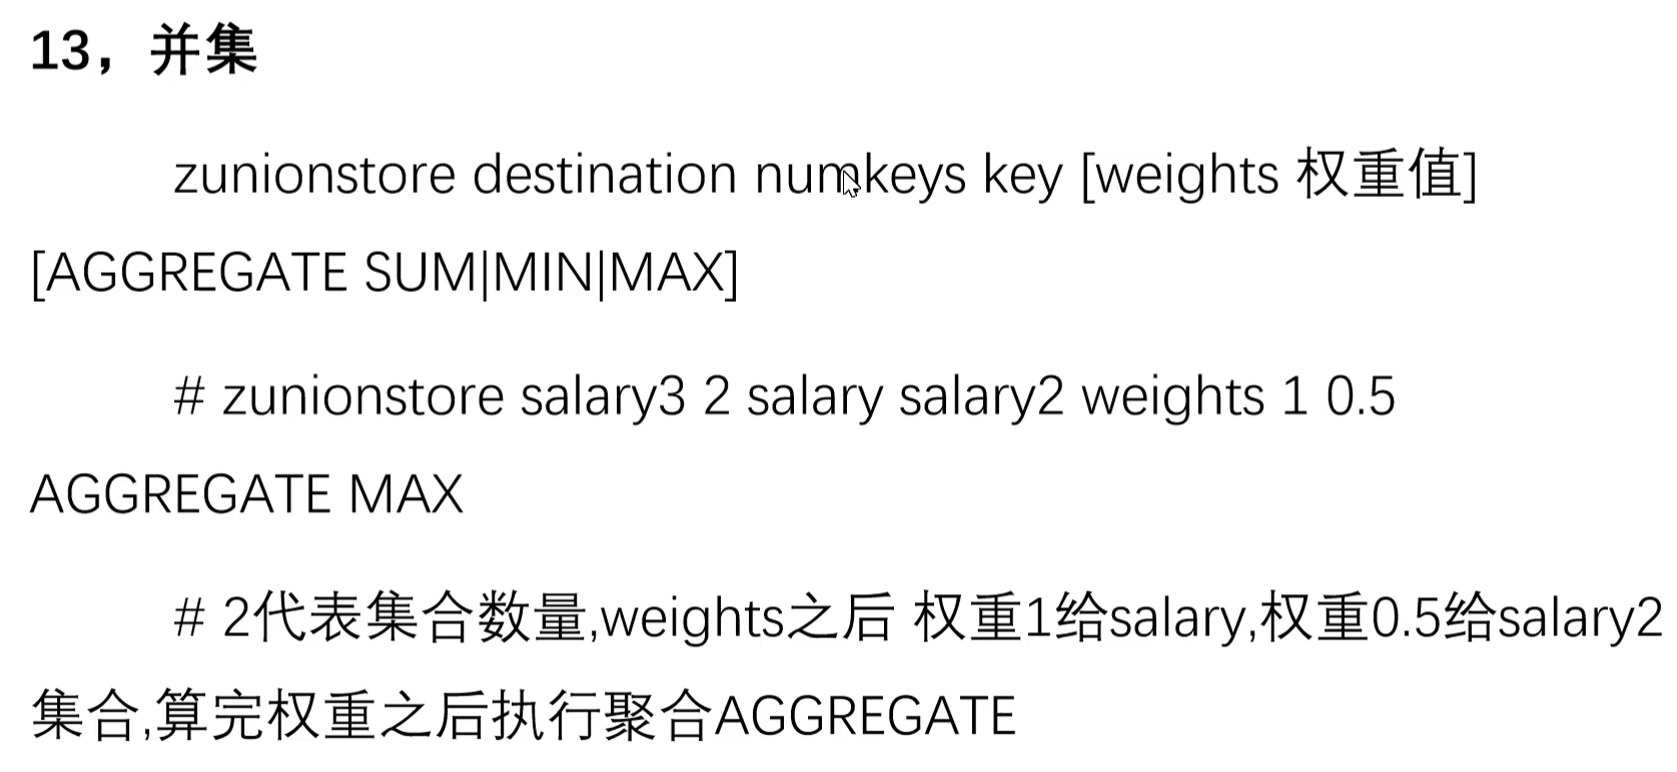 13，并集
zunionstore destination numkeys key [weights 权重值]
[AGGREGATE SUM|MIN|MAX]
# zunionstore salary3 2 salary salary2 weights 1 0.5
AGGREGATE MAX
# 2代表集合数量,weights之后 权重1给salary,权重0.5给salary2
集合,算完权重之后执行聚合AGGREGATE